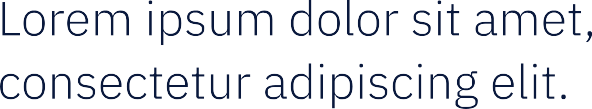 Lorem ipsum dolor sit amet,
consectetur adipiscing elit.